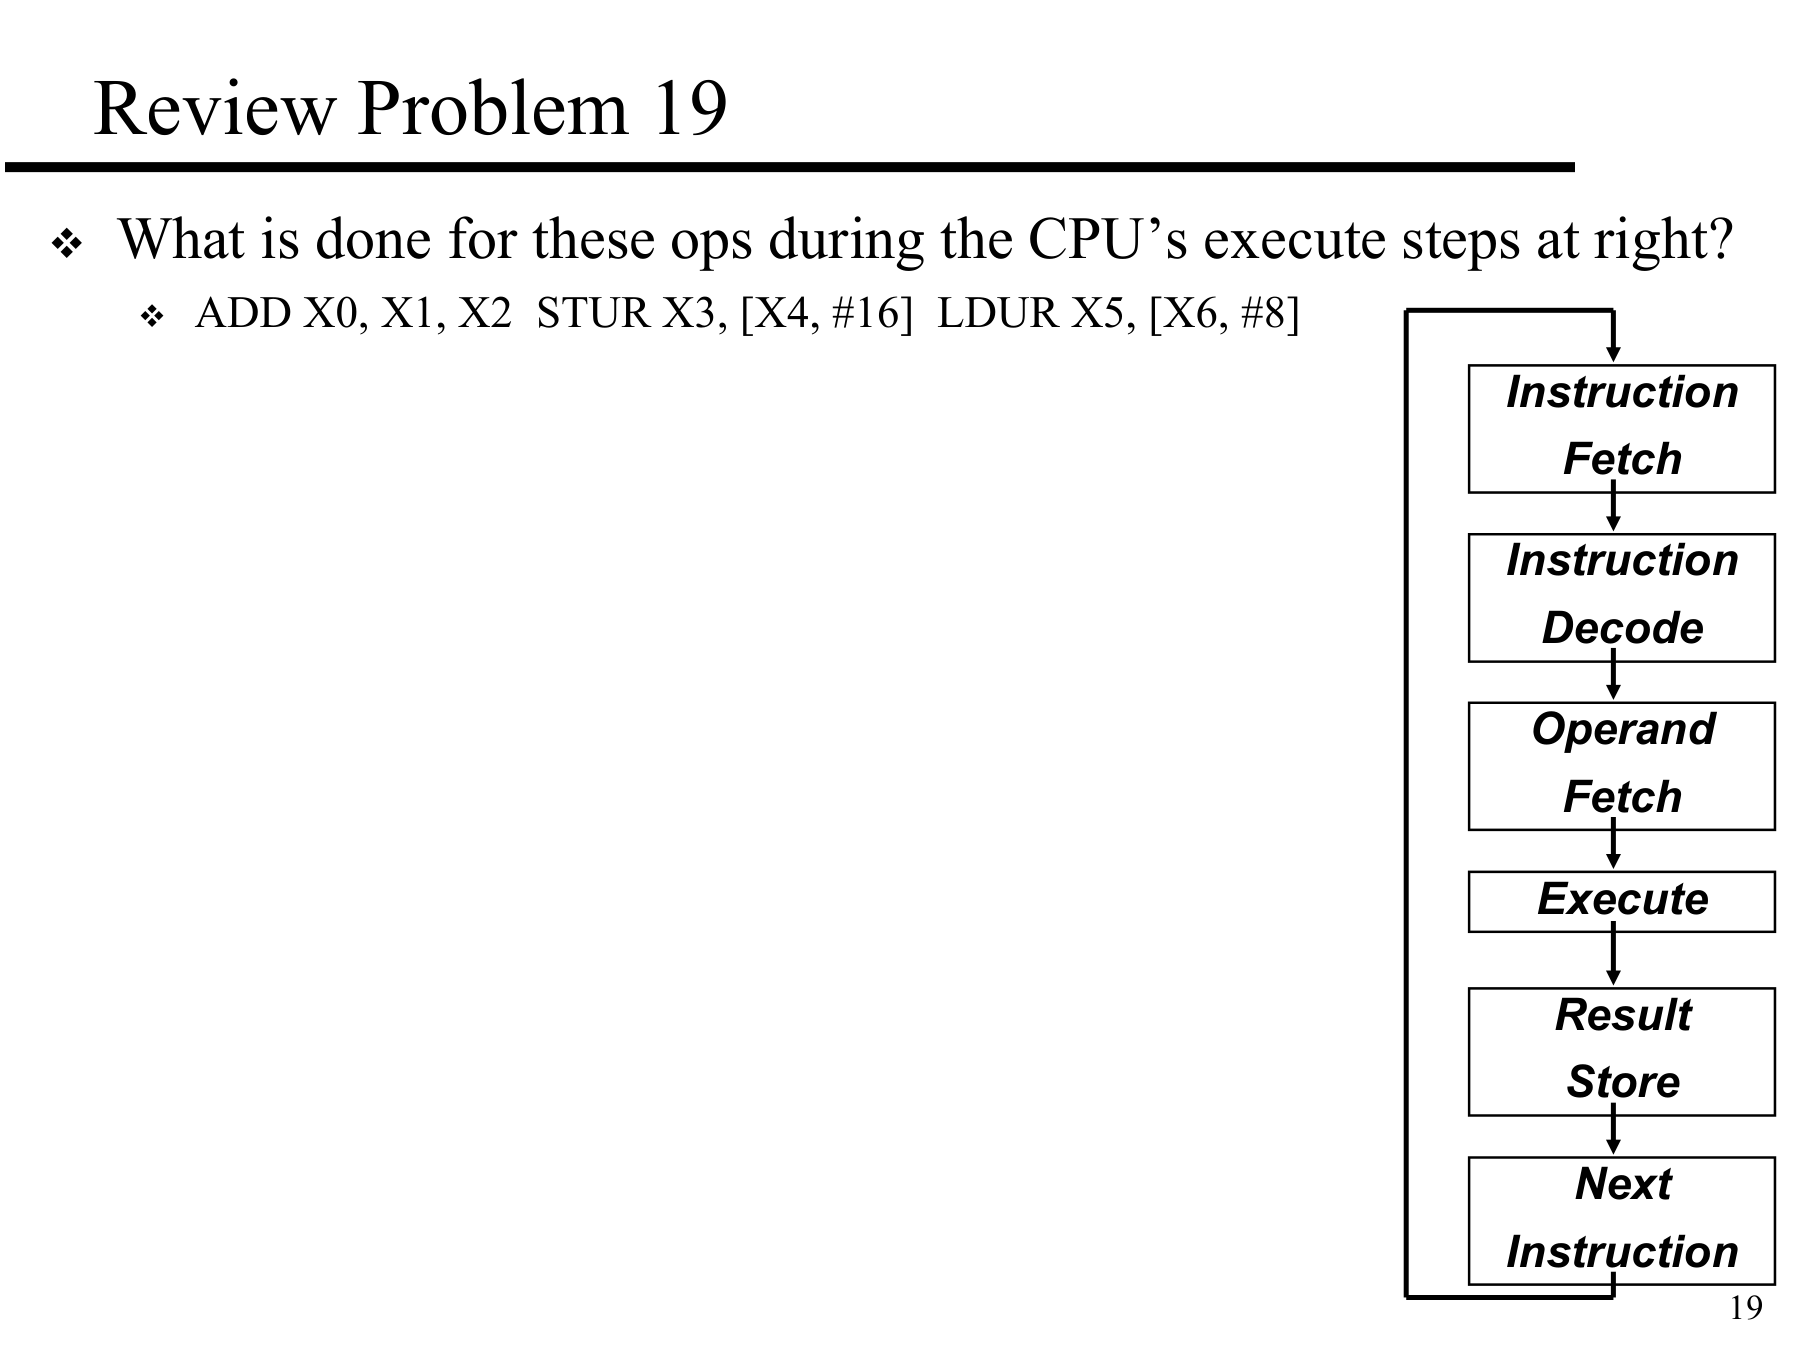 Review Problem 19
❖ What is done for these ops during the CPU’s execute steps at right?
❖ ADD X0, X1, X2  STUR X3, [X4, #16]  LDUR X5, [X6, #8]
Instruction
Fetch
Instruction
Decode
Operand
Fetch
Execute
Result
Store
Next
Instruction
19